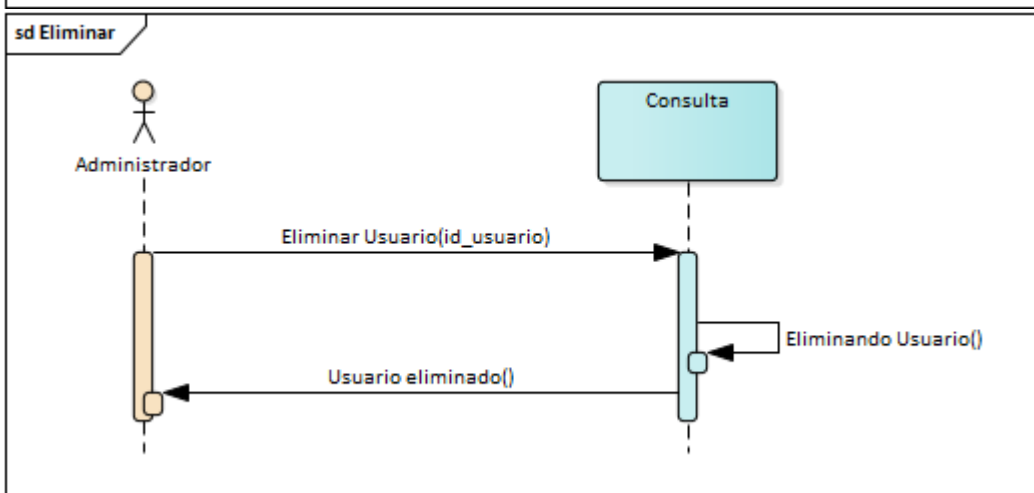 sd Eliminar
Administrador
Consulta
Eliminar Usuario(id_usuario)
Eliminando Usuario()
Usuario eliminado()